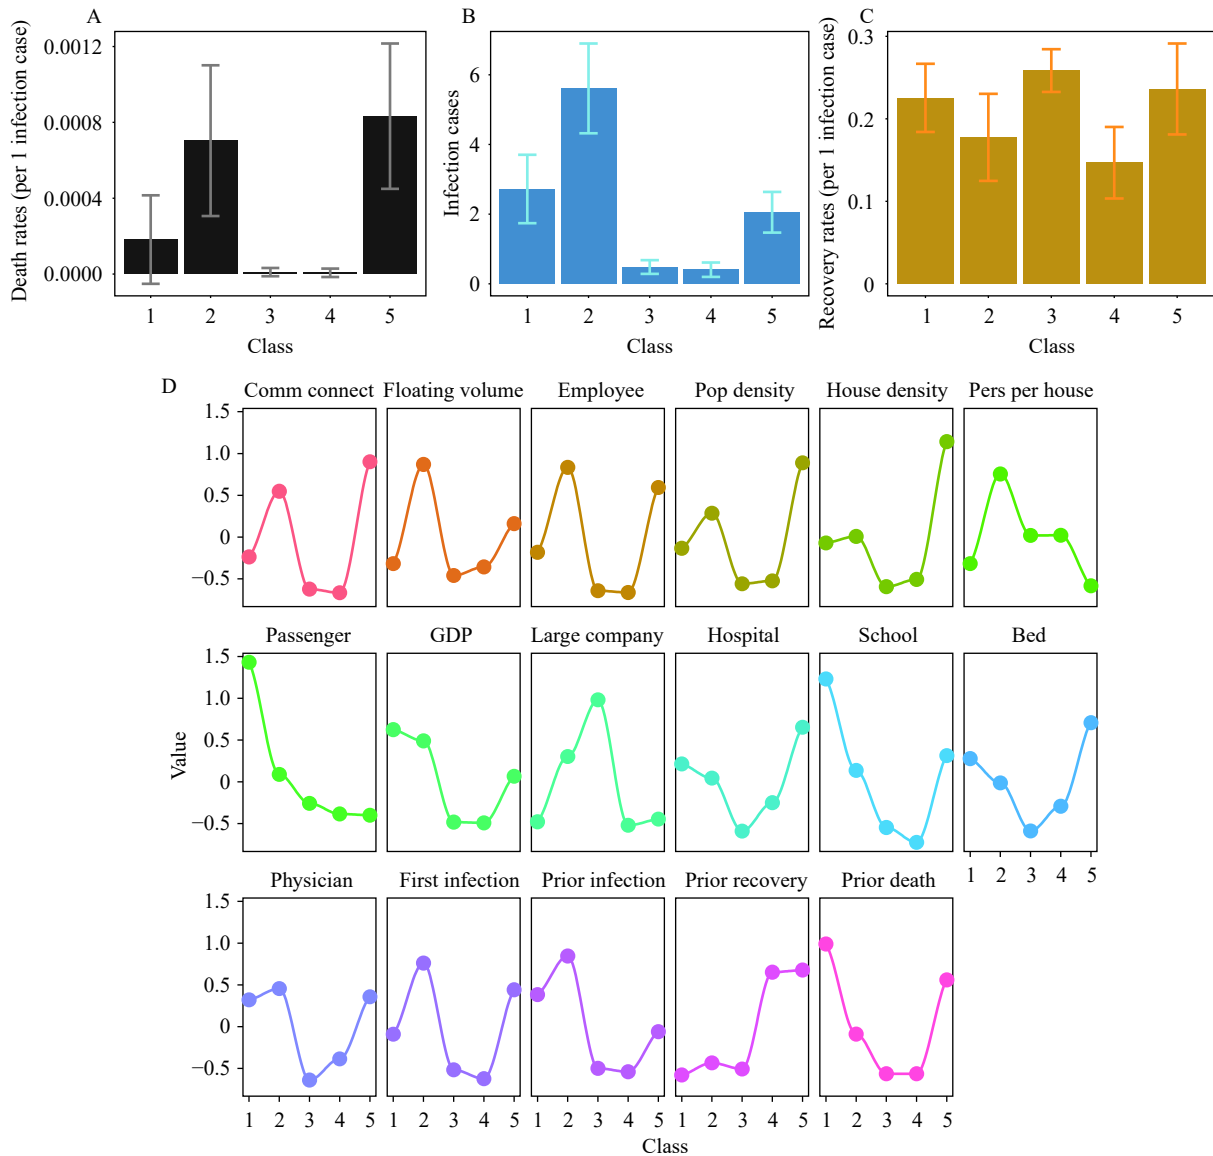 A
Death rates (per 1 infection case)
0.0012
0.0008
0.0004
0.0000
1 2 3 4 5
Class
B
Infection cases
6
4
2
0
1 2 3 4 5
Class
C
Recovery rates (per 1 infection case)
0.3
0.2
0.1
0
1 2 3 4 5
Class
D
Comm connect Floating volume Employee Pop density House density Pers per house
1.5
1.0
0.5
0
−0.5
Passenger GDP Large company Hospital School Bed
Value
1.5
1.0
0.5
0
−0.5
1 2 3 4 5
Physician First infection Prior infection Prior recovery Prior death
1.5
1.0
0.5
0
−0.5
1 2 3 4 5 1 2 3 4 5 1 2 3 4 5 1 2 3 4 5 1 2 3 4 5
Class